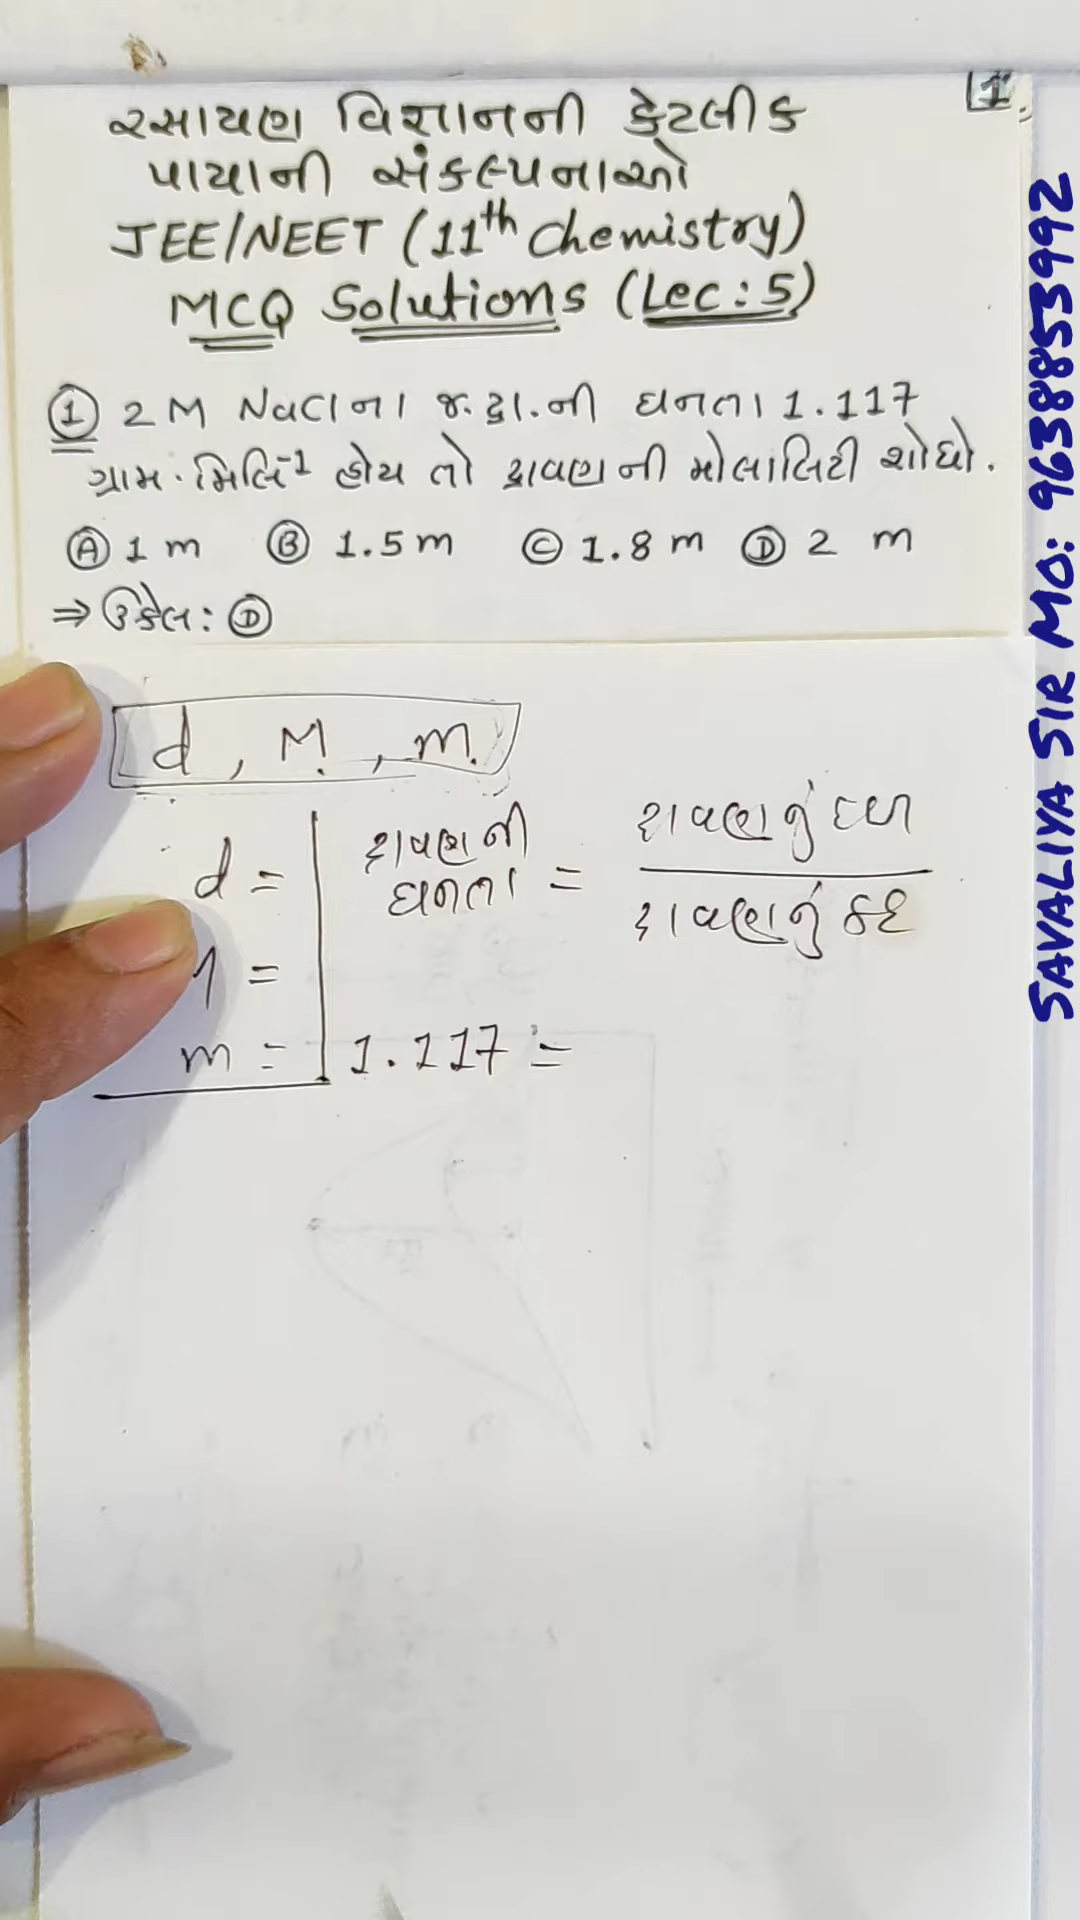 1.
રસાયણ વિજ્ઞાનની કેટલીક
પાયાની સંકલ્પનાઓ
JEE/NEET (11th Chemistry)
MCQ Solutions (Lec: 5)
① 2 M NaCl ના જ.દ્રા.ની ઘનતા 1.117
ગ્રામ.મિલિ-1 હોય તો દ્રાવણની મોલાલિટી શોધો.
Ⓐ 1 m Ⓑ 1.5 m Ⓒ 1.8 m Ⓓ 2 m
⇒ ઉકેલ: Ⓓ
d, M, m
d =
દ્રાવણની ઘનતા = દ્રાવણનું દળ / દ્રાવણનું કદ
=
m =
1.117 =
SAVALIYA SIR MO: 9638853992